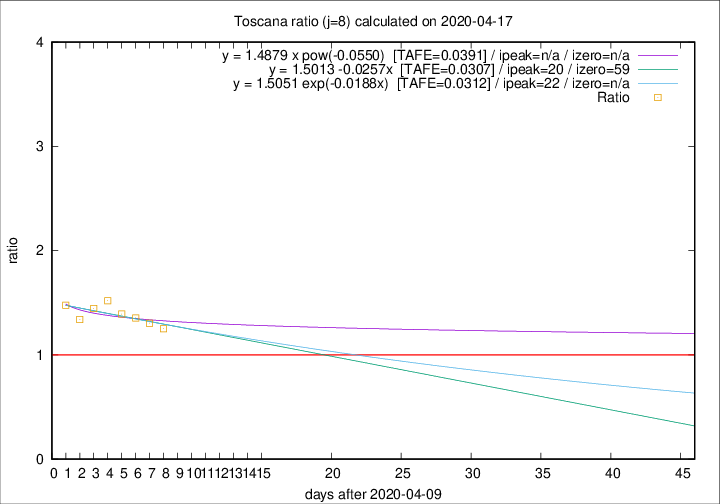 Toscana ratio (j=8) calculated on 2020-04-17
4
y = 1.4879 x pow(-0.0550) [TAFE=0.0391] / ipeak=n/a / izero=n/a
y = 1.5013 -0.0257x [TAFE=0.0307] / ipeak=20 / izero=59
y = 1.5051 exp(-0.0188x) [TAFE=0.0312] / ipeak=22 / izero=n/a
Ratio
3
ratio
2
1
0
0 1 2 3 4 5 6 7 8 9 10 11 12 13 14 15 20 25 30 35 40 45
days after 2020-04-09